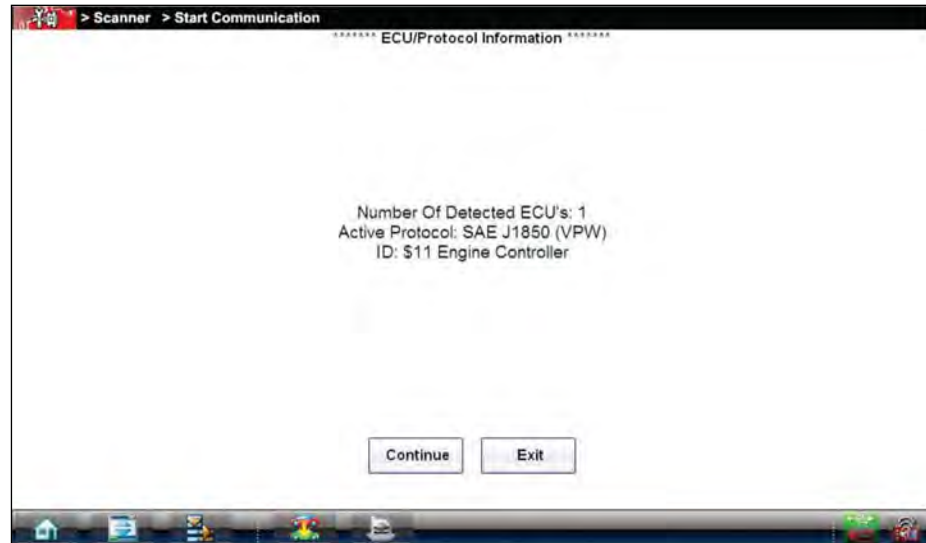 > Scanner > Start Communication
******* ECU/Protocol Information *******
Number Of Detected ECU's: 1
Active Protocol: SAE J1850 (VPW)
ID: $11 Engine Controller
Continue
Exit